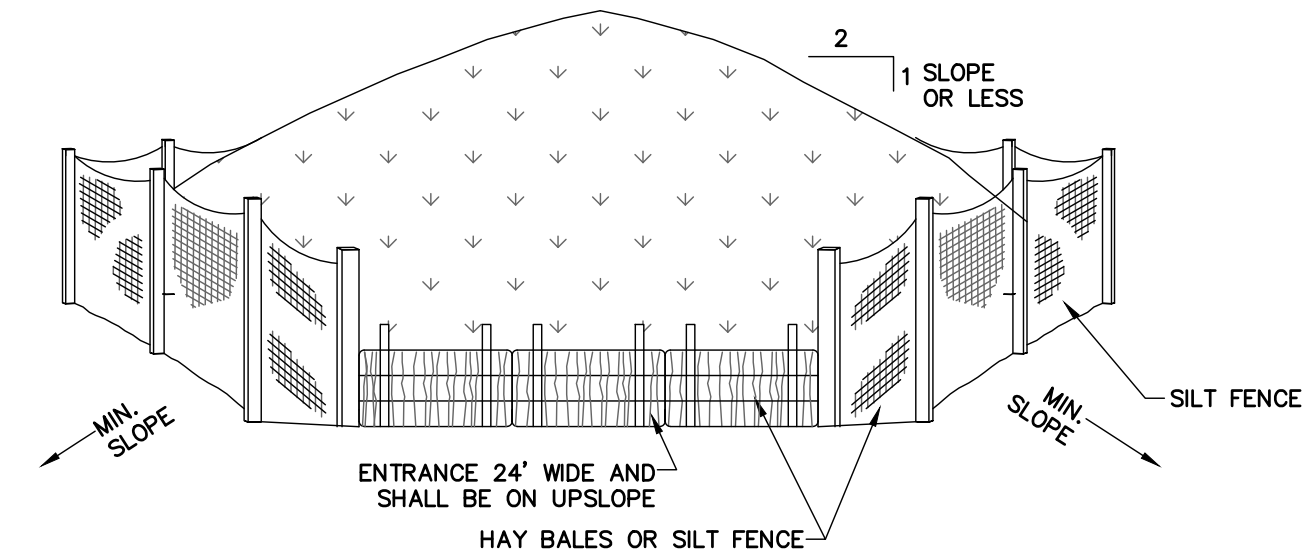 2
1 SLOPE
OR LESS
SILT FENCE
MIN.
SLOPE
MIN.
SLOPE
ENTRANCE 24' WIDE AND
SHALL BE ON UPSLOPE
HAY BALES OR SILT FENCE